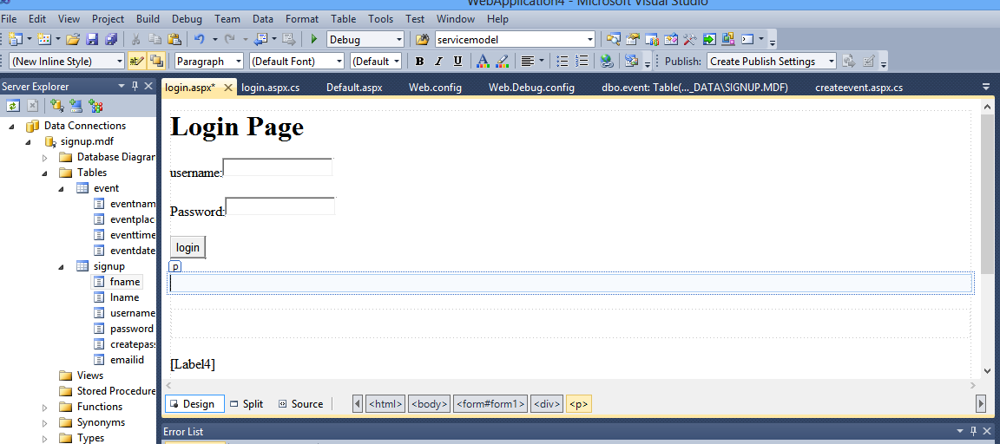 WebApplication4 - Microsoft Visual Studio
File Edit View Project Build Debug Team Data Format Table Tools Test Window Help
Debug servicemodel
(New Inline Style) ab Paragraph (Default Font) (Default B I U A Publish: Create Publish Settings
Server Explorer
login.aspx* login.aspx.cs Default.aspx Web.config Web.Debug.config dbo.event: Table(..._DATA\SIGNUP.MDF) createevent.aspx.cs
Data Connections
signup.mdf
Database Diagran
Tables
event
eventnam
eventplac
eventtime
eventdate
signup
fname
lname
username
password
createpas
emailid
Views
Stored Procedure
Functions
Synonyms
Types
Login Page
username:
Password:
login
p
[Label4]
Design Split Source <html> <body> <form#form1> <div> <p>
Error List